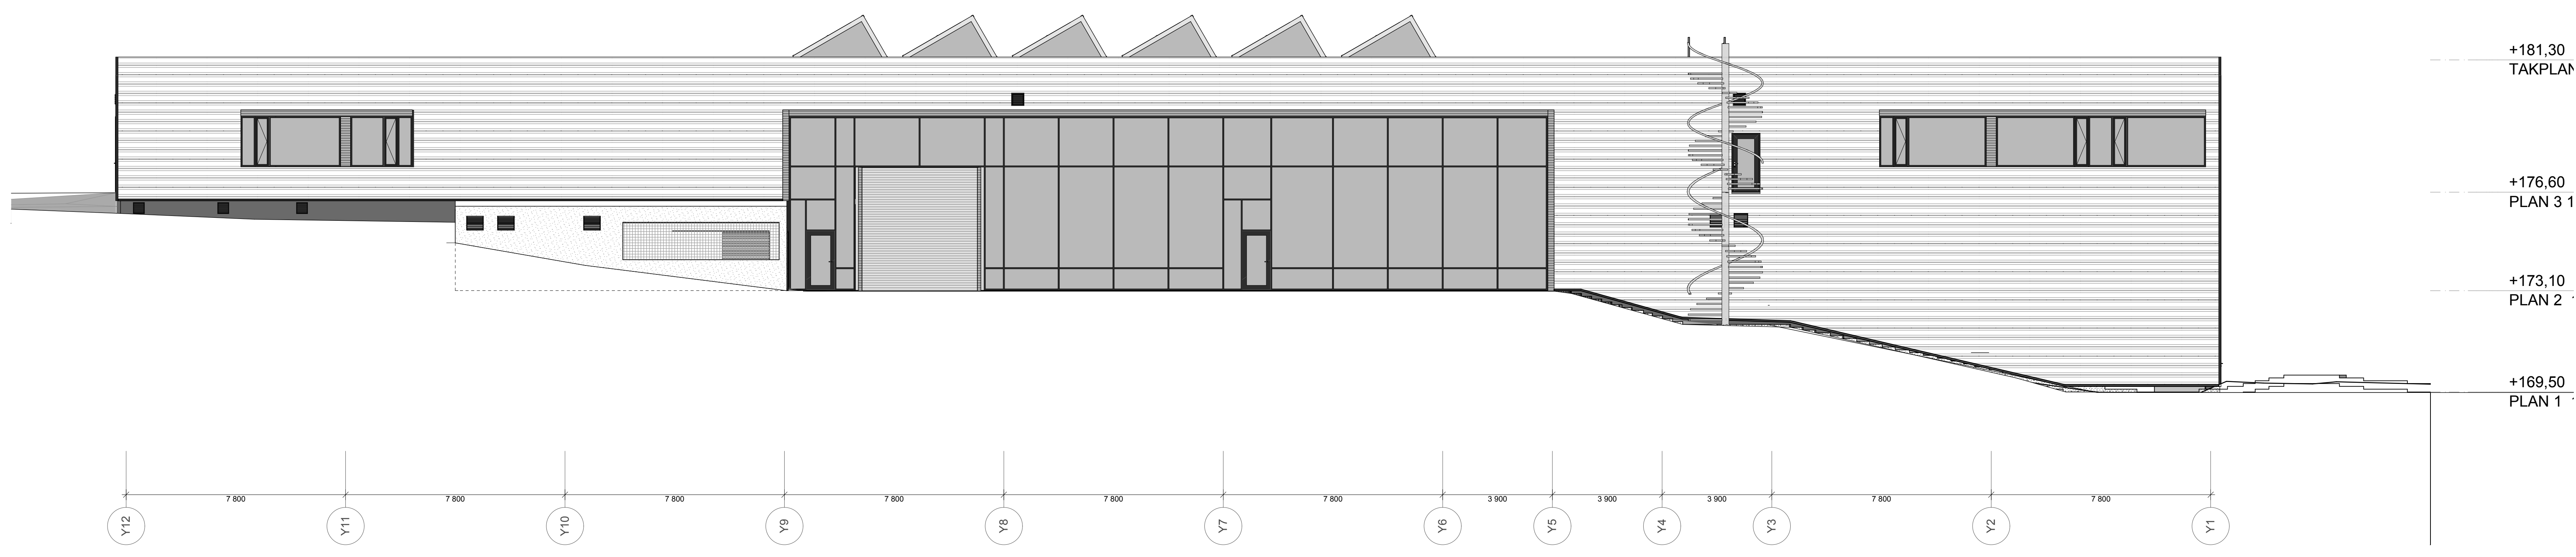 +181,30
TAKPLAN
+176,60
PLAN 3 1
+173,10
PLAN 2
+169,50
PLAN 1
7 800 7 800 7 800 7 800 7 800 7 800 3 900 3 900 3 900 7 800 7 800
Y12 Y11 Y10 Y9 Y8 Y7 Y6 Y5 Y4 Y3 Y2 Y1